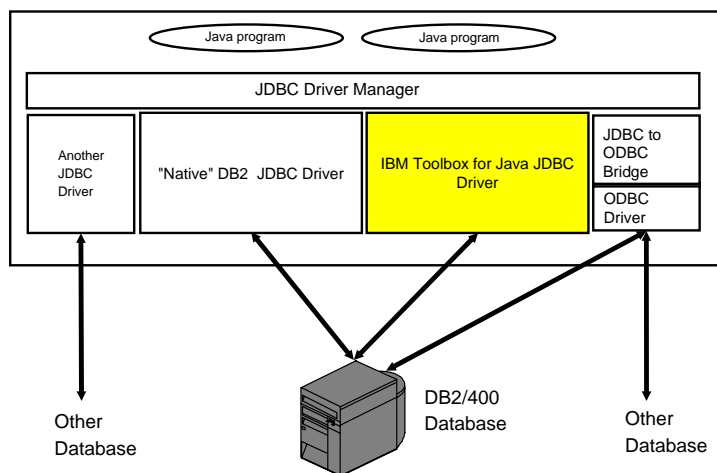 Java program
Java program
JDBC Driver Manager
Another
JDBC
Driver
"Native" DB2 JDBC Driver
IBM Toolbox for Java JDBC
Driver
JDBC to
ODBC
Bridge
ODBC
Driver
Other
Database
DB2/400
Database
Other
Database